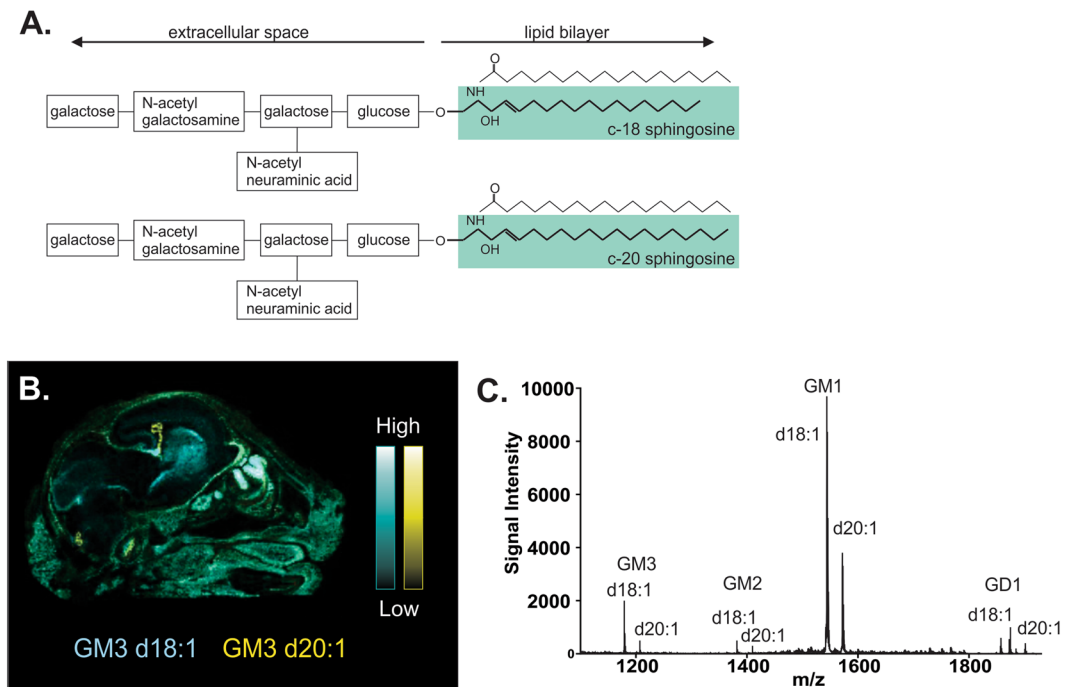 A.
extracellular space
lipid bilayer
galactose
N-acetyl
galactosamine
galactose
glucose
O
O
NH
OH
c-18 sphingosine
N-acetyl
neuraminic acid
galactose
N-acetyl
galactosamine
galactose
glucose
O
O
NH
OH
c-20 sphingosine
N-acetyl
neuraminic acid
B.
High
Low
GM3 d18:1 GM3 d20:1
C.
Signal Intensity
10000
8000
6000
4000
2000
0
GM3
d18:1
d20:1
GM2
d18:1
d20:1
GM1
d18:1
d20:1
GD1
d18:1
d20:1
1200 1400 1600 1800
m/z